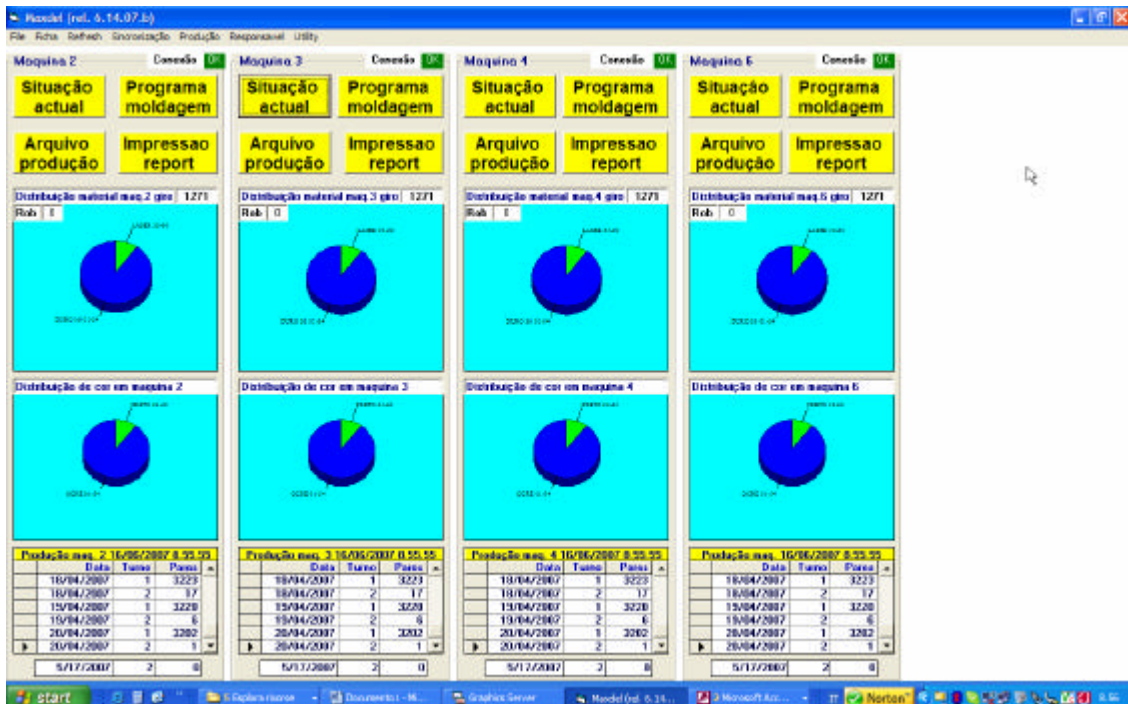 (rel. 6.14.07.b)
File Ficha Refresh Sincronização Produção Responsavel Utility
Maquina 2 Conexão OK
Situação actual Programa moldagem
Arquivo produção Impressao report
Distribuição material maq.2 giro 1271
Rob 0
Distribuição de cor em maquina 2
Produção maq. 2 16/06/2007 8.55.55
Data Turno Pares
18/04/2007 1 3223
18/04/2007 2 17
19/04/2007 1 3220
19/04/2007 2 6
20/04/2007 1 3202
20/04/2007 2 1
5/17/2007 2 0
Maquina 3 Conexão OK
Situação actual Programa moldagem
Arquivo produção Impressao report
Distribuição material maq.3 giro 1271
Rob 0
Distribuição de cor em maquina 3
Produção maq. 3 16/06/2007 8.55.55
Data Turno Pares
18/04/2007 1 3223
18/04/2007 2 17
19/04/2007 1 3220
19/04/2007 2 6
20/04/2007 1 3202
20/04/2007 2 1
5/17/2007 2 0
Maquina 4 Conexão OK
Situação actual Programa moldagem
Arquivo produção Impressao report
Distribuição material maq.4 giro 1271
Rob 0
Distribuição de cor em maquina 4
Produção maq. 4 16/06/2007 8.55.55
Data Turno Pares
18/04/2007 1 3223
18/04/2007 2 17
19/04/2007 1 3220
19/04/2007 2 6
20/04/2007 1 3202
20/04/2007 2 1
5/17/2007 2 0
Maquina 6 Conexão OK
Situação actual Programa moldagem
Arquivo produção Impressao report
Distribuição material maq.6 giro 1271
Rob 0
Distribuição de cor em maquina 6
Produção maq. 16/06/2007 8.55.55
Data Turno Pares
18/04/2007 1 3223
18/04/2007 2 17
19/04/2007 1 3220
19/04/2007 2 6
20/04/2007 1 3202
20/04/2007 2 1
5/17/2007 2 0
start 5 Esplora risorse Documento1 - M... Graphics Server (rel. 6.14... 3 Microsoft Acc... IT Norton 8.56